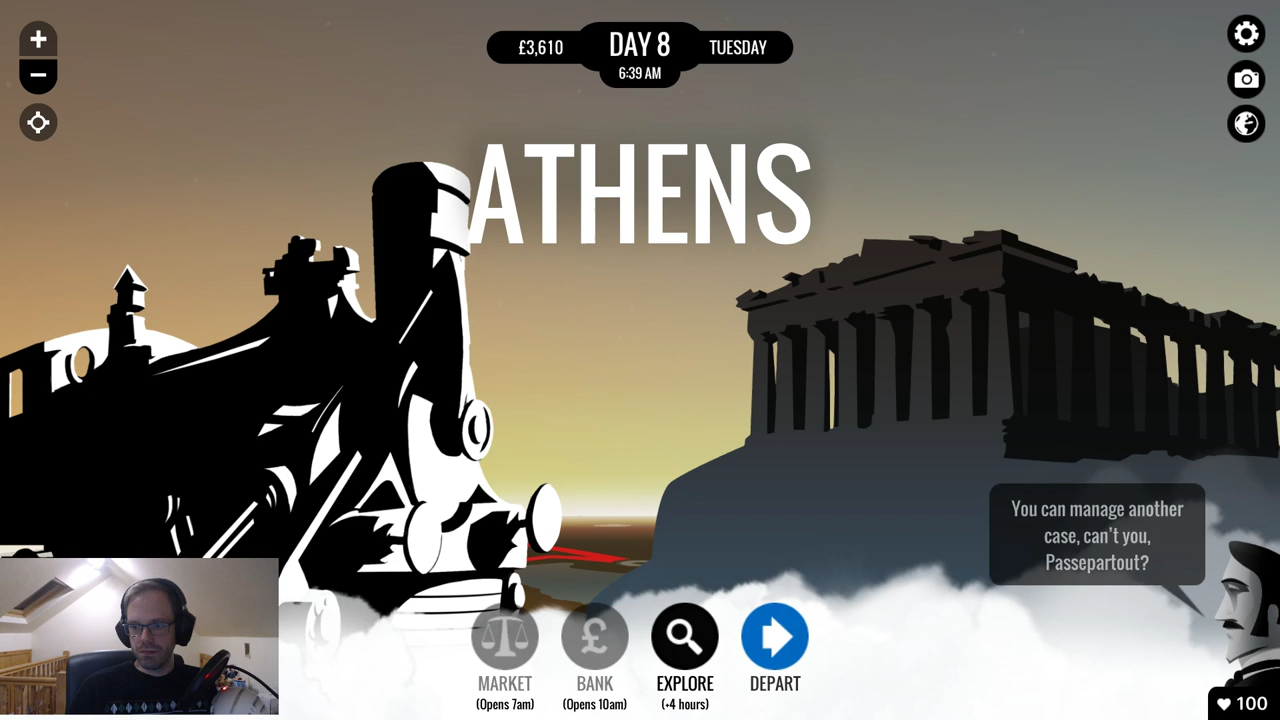 £3,610
DAY 8
TUESDAY
6:39 AM
ATHENS
You can manage another
case, can't you,
Passepartout?
£
MARKET
BANK
EXPLORE
DEPART
(Opens 7am)
(Opens 10am)
(+4 hours)
100